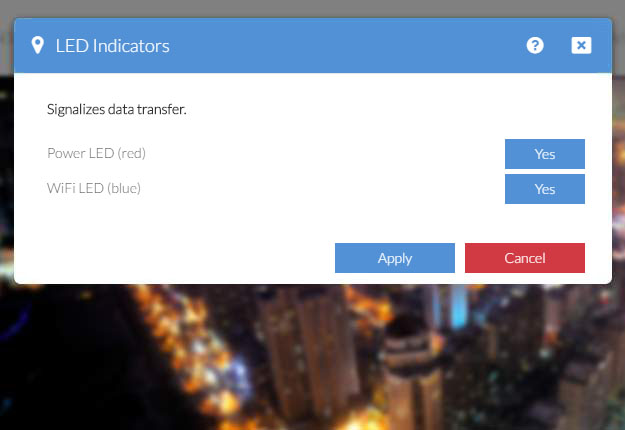 LED Indicators
Signalizes data transfer.
Power LED (red) Yes
WiFi LED (blue) Yes
Apply Cancel